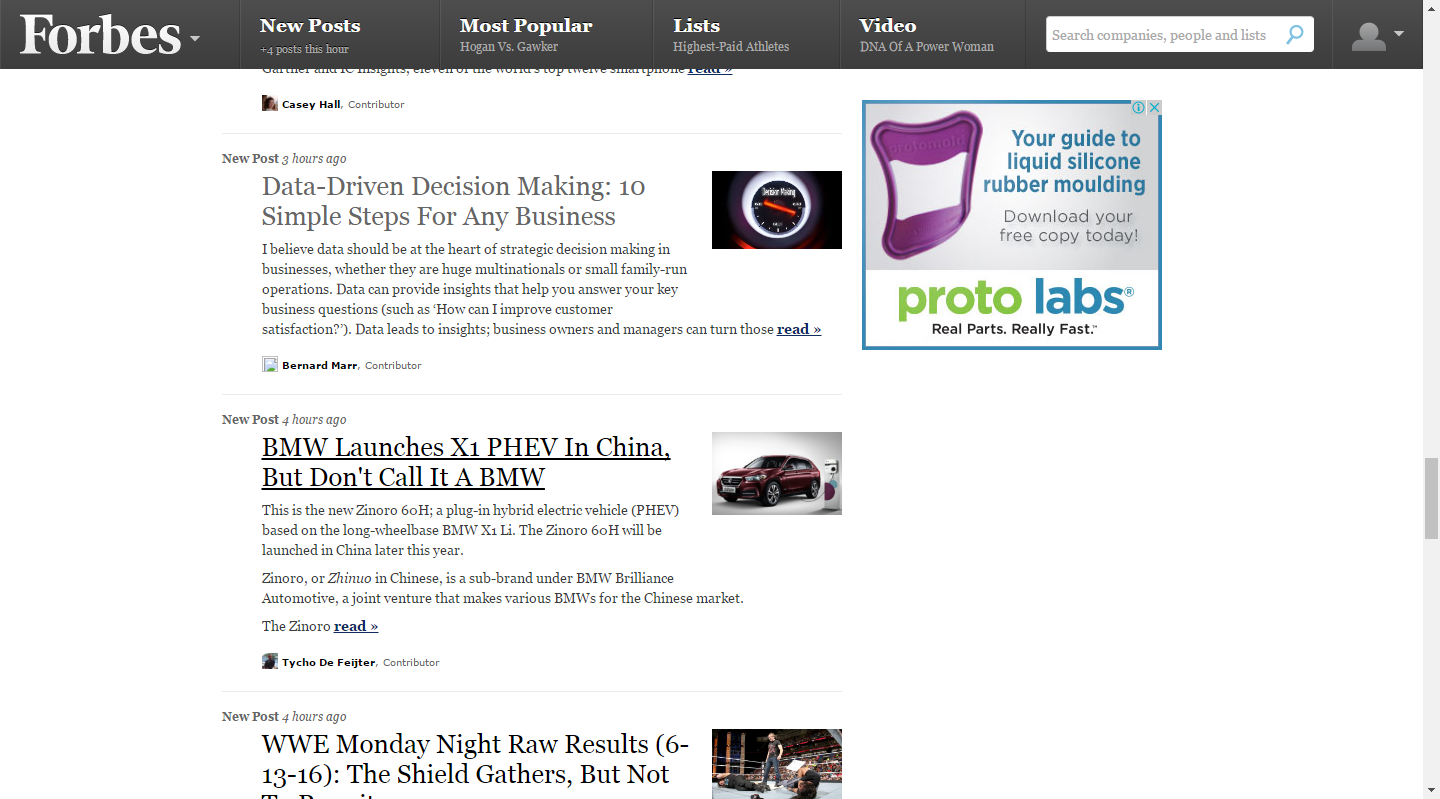 Forbes
New Posts
+4 posts this hour
Most Popular
Hogan Vs. Gawker
Lists
Highest-Paid Athletes
Video
DNA Of A Power Woman
Search companies, people and lists
Gartner and IC Insights, eleven of the world's top twelve smartphone read »
Casey Hall, Contributor
New Post 3 hours ago
Data-Driven Decision Making: 10
Simple Steps For Any Business
Decision Making
I believe data should be at the heart of strategic decision making in
businesses, whether they are huge multinationals or small family-run
operations. Data can provide insights that help you answer your key
business questions (such as ‘How can I improve customer
satisfaction?’). Data leads to insights; business owners and managers can turn those read »
Bernard Marr, Contributor
New Post 4 hours ago
BMW Launches X1 PHEV In China,
But Don't Call It A BMW
This is the new Zinoro 60H; a plug-in hybrid electric vehicle (PHEV)
based on the long-wheelbase BMW X1 Li. The Zinoro 60H will be
launched in China later this year.
Zinoro, or Zhinuo in Chinese, is a sub-brand under BMW Brilliance
Automotive, a joint venture that makes various BMWs for the Chinese market.
The Zinoro read »
Tycho De Feijter, Contributor
New Post 4 hours ago
WWE Monday Night Raw Results (6-
13-16): The Shield Gathers, But Not
protomold
Your guide to
liquid silicone
rubber moulding
Download your
free copy today!
proto labs®
Real Parts. Really Fast.™